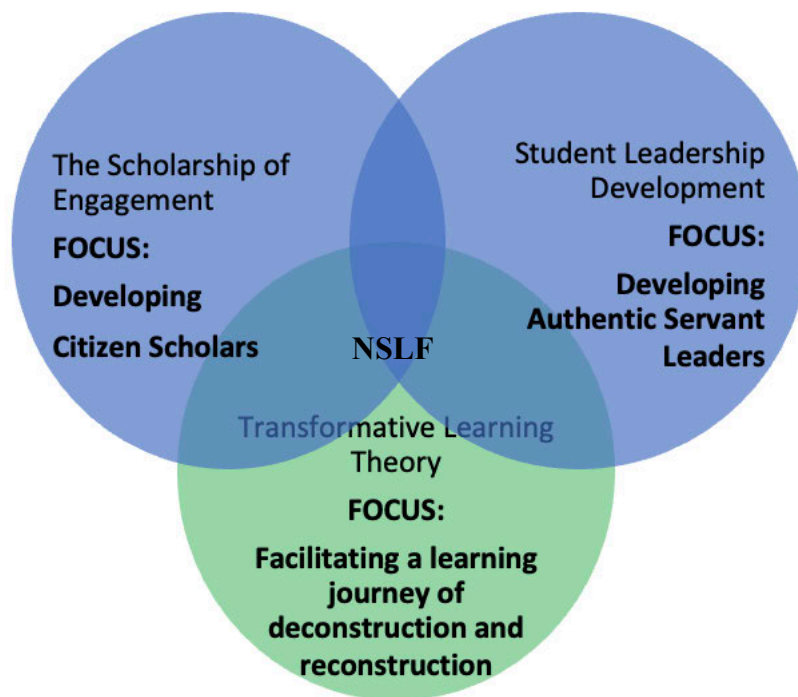 The Scholarship of
Engagement
FOCUS:
Developing
Citizen Scholars
Student Leadership
Development
FOCUS:
Developing
Authentic Servant
Leaders
NSLF
Transformative Learning
Theory
FOCUS:
Facilitating a learning
journey of
deconstruction and
reconstruction